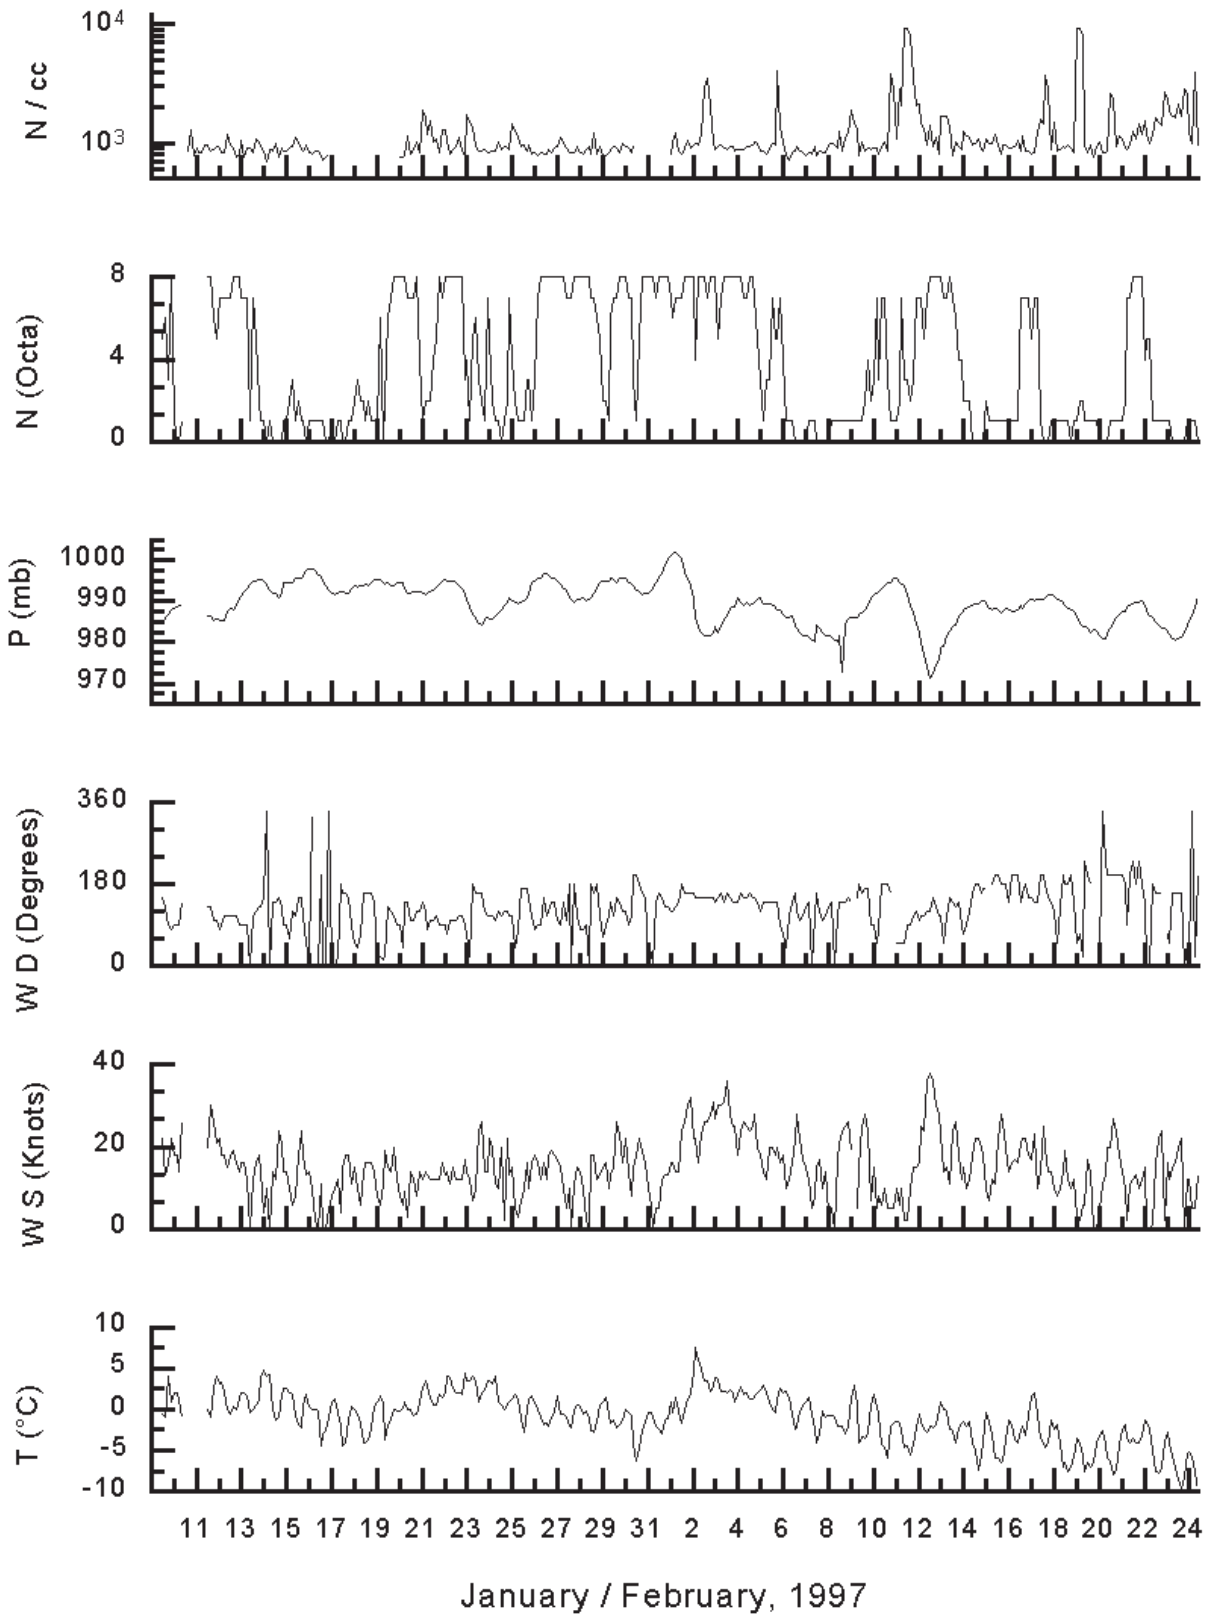 10⁴
10³
N / cc
8
4
0
N (Octa)
1000
990
980
970
P (mb)
360
180
0
W D (Degrees)
40
20
0
W S (Knots)
10
5
0
-5
-10
T (°C)
11 13 15 17 19 21 23 25 27 29 31 2 4 6 8 10 12 14 16 18 20 22 24
January / February, 1997